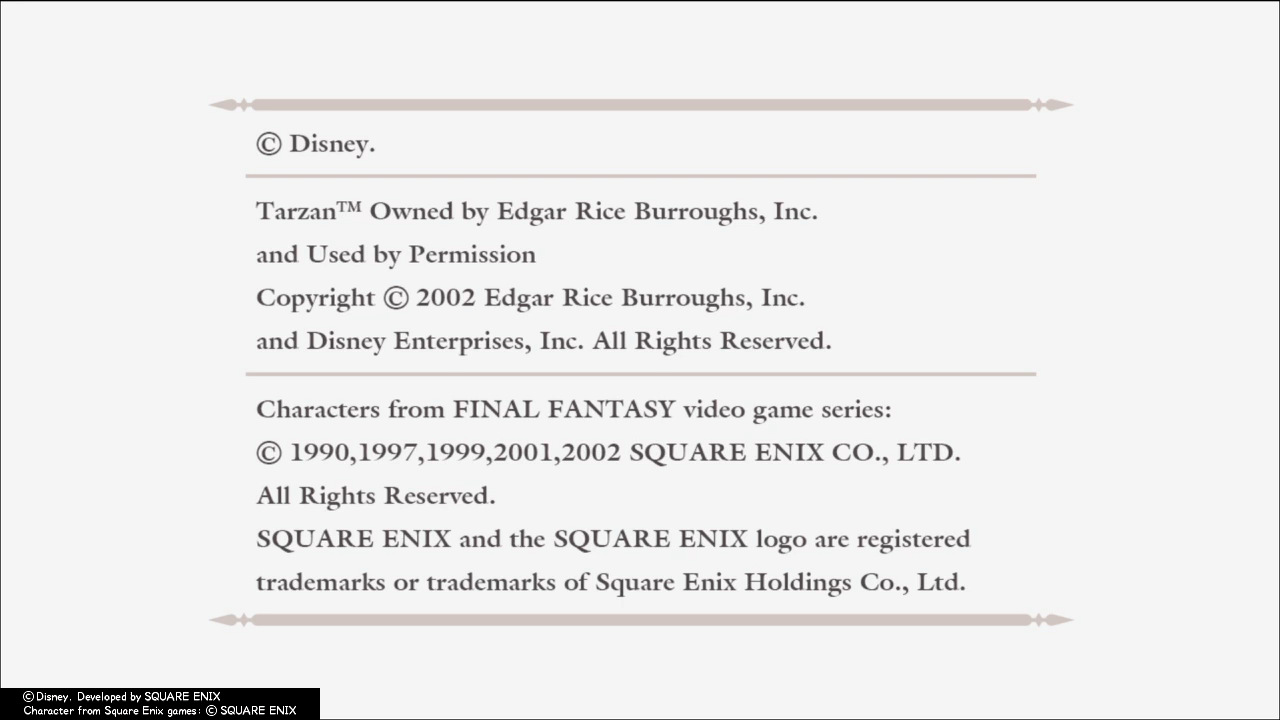 © Disney.
Tarzan™ Owned by Edgar Rice Burroughs, Inc.
and Used by Permission
Copyright © 2002 Edgar Rice Burroughs, Inc.
and Disney Enterprises, Inc. All Rights Reserved.
Characters from FINAL FANTASY video game series:
© 1990,1997,1999,2001,2002 SQUARE ENIX CO., LTD.
All Rights Reserved.
SQUARE ENIX and the SQUARE ENIX logo are registered
trademarks or trademarks of Square Enix Holdings Co., Ltd.
© Disney. Developed by SQUARE ENIX
Character from Square Enix games: © SQUARE ENIX